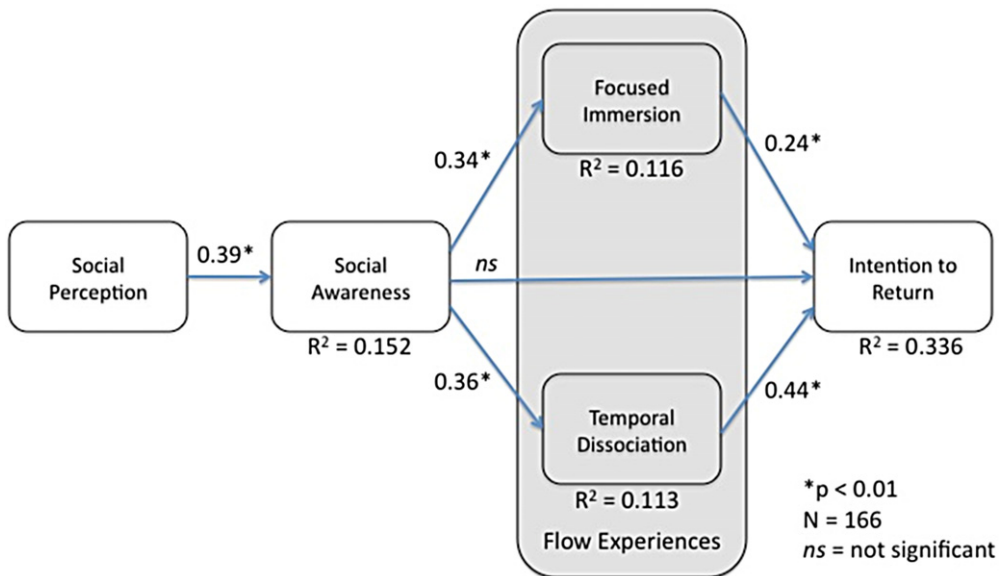 Focused
Immersion
R² = 0.116
0.34*
0.24*
Social
Perception
0.39*
Social
Awareness
R² = 0.152
ns
Intention to
Return
R² = 0.336
0.36*
0.44*
Temporal
Dissociation
R² = 0.113
Flow Experiences
*p < 0.01
N = 166
ns = not significant